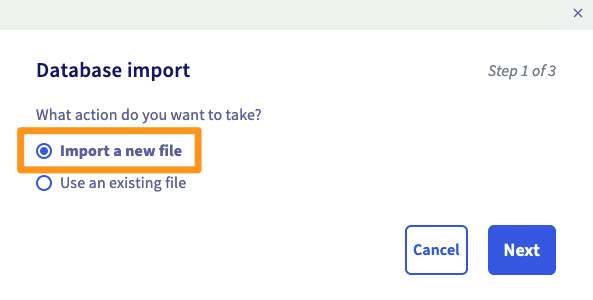 Database import
Step 1 of 3
What action do you want to take?
Import a new file
Use an existing file
Cancel
Next